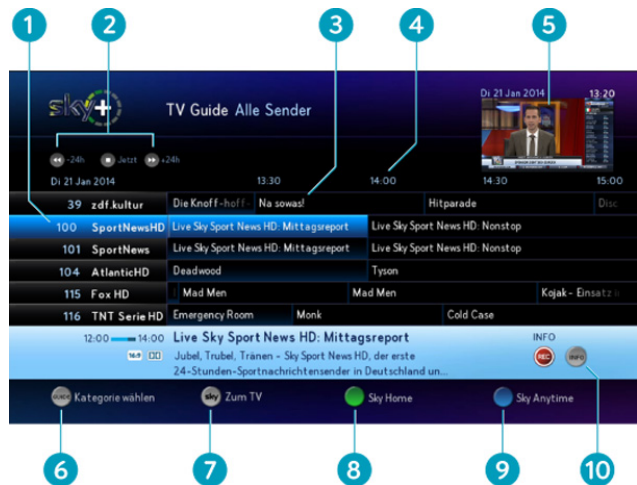 1 2 3 4 5
sky+ TV Guide Alle Sender
Di 21 Jan 2014 13:20
-24h Jetzt +24h
Di 21 Jan 2014 13:30 14:00 14:30 15:00
39 zdf.kultur Die Knoff-hoff- Na sowas! Hitparade Disc
100 SportNewsHD Live Sky Sport News HD: Mittagsreport Live Sky Sport News HD: Nonstop
101 SportNews Live Sky Sport News HD: Mittagsreport Live Sky Sport News HD: Nonstop
104 AtlanticHD Deadwood Tyson
115 Fox HD Mad Men Mad Men Kojak - Einsatz i
116 TNT Serie HD Emergency Room Monk Cold Case
12:00 14:00 Live Sky Sport News HD: Mittagsreport INFO
16:9 Jubel, Trubel, Tränen - Sky Sport News HD, der erste REC INFO
24-Stunden-Sportnachrichtensender in Deutschland un...
GUIDE Kategorie wählen sky Zum TV Sky Home Sky Anytime
6 7 8 9 10